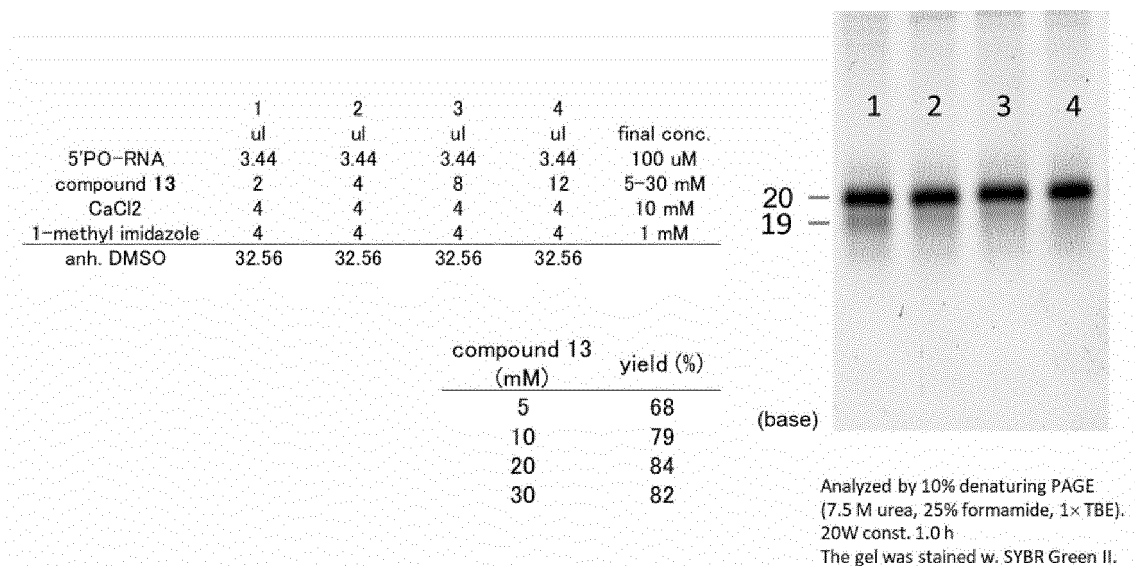 1 2 3 4
ul ul ul ul final conc.
5'PO-RNA 3.44 3.44 3.44 3.44 100 uM
compound 13 2 4 8 12 5-30 mM
CaCl2 4 4 4 4 10 mM
1-methyl imidazole 4 4 4 4 1 mM
anh. DMSO 32.56 32.56 32.56 32.56
compound 13 (mM) yield (%)
5 68
10 79
20 84
30 82
1 2 3 4
20
19
(base)
Analyzed by 10% denaturing PAGE
(7.5 M urea, 25% formamide, 1× TBE).
20W const. 1.0 h
The gel was stained w. SYBR Green II.